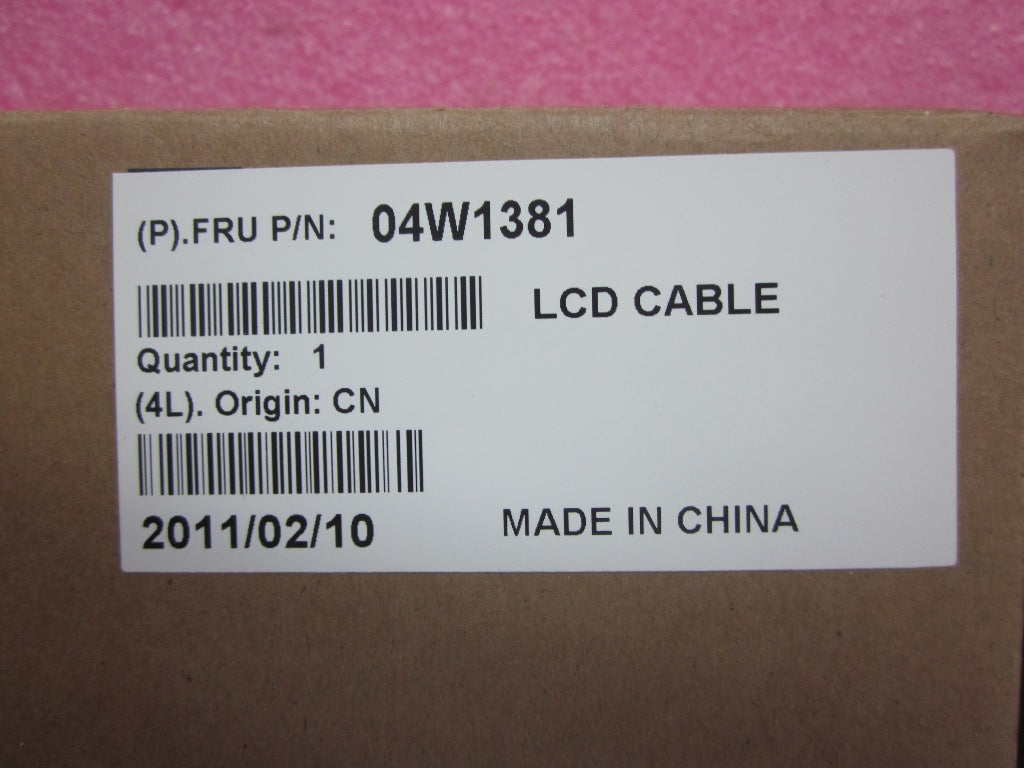 (P).FRU P/N: 04W1381
LCD CABLE
Quantity: 1
(4L). Origin: CN
2011/02/10
MADE IN CHINA